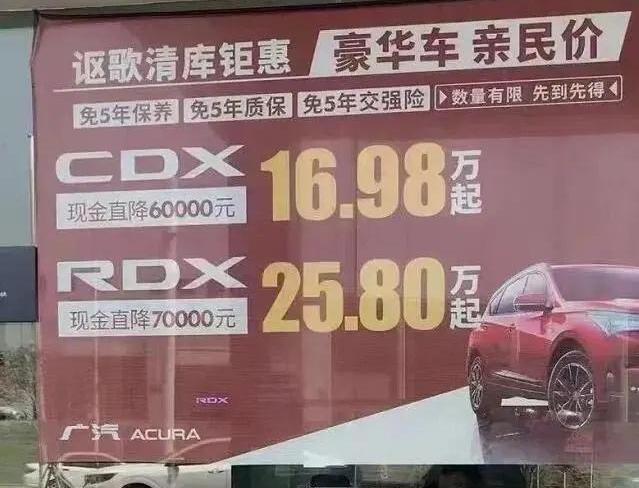 讴歌清库钜惠 豪华车 亲民价
免5年保养 免5年质保 免5年交强险 数量有限 先到先得
CDX 16.98万起
现金直降60000元
RDX 25.80万起
现金直降70000元
RDX
广汽 ACURA